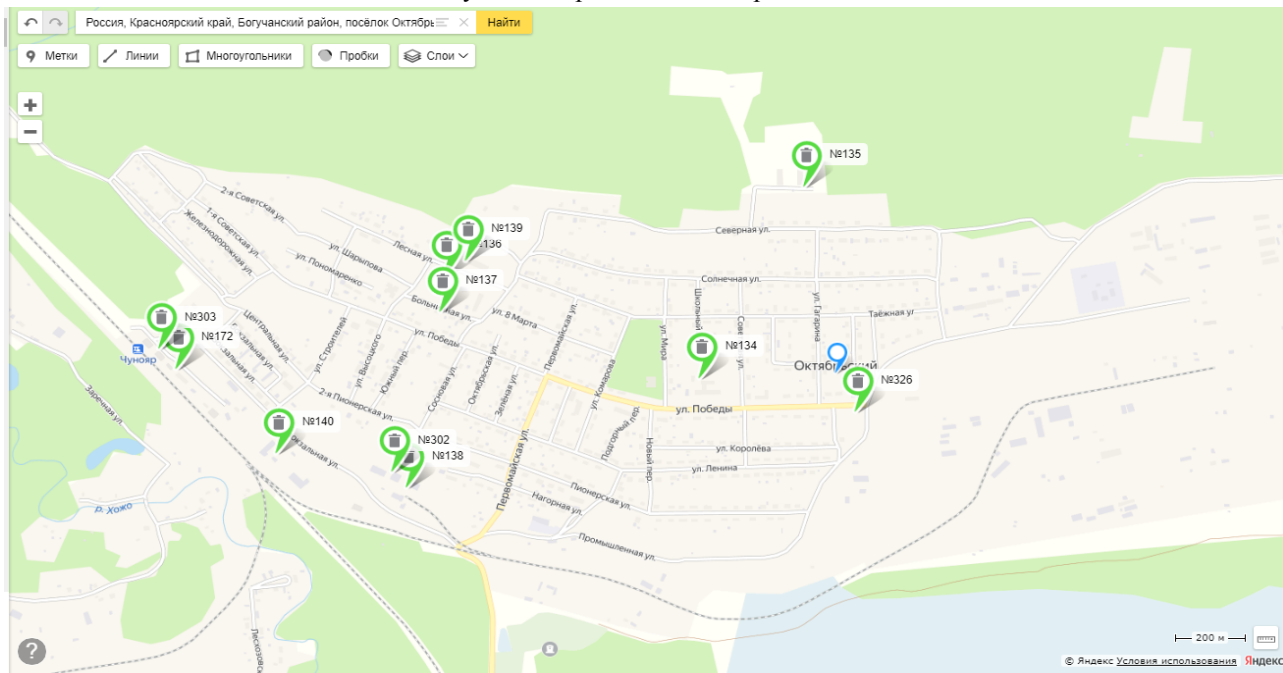 Россия, Красноярский край, Богучанский район, посёлок Октябрь
Найти
Метки
Линии
Многоугольники
Пробки
Слои
+
−
№135
№139
№136
№137
№303
№172
№134
№326
№140
№302
№138
2-я Советская ул.
1-я Советская ул.
Железнодорожная ул.
Лесная ул.
ул. Шарыпова
ул. Пономаренко
Северная ул.
Солнечная ул.
Школьный
ул. Гагарина
Таёжная ул
Больничная ул.
ул. 8 Марта
Первомайская ул.
ул. Мира
Центральная ул.
ул. Строителей
ул. Победы
Чунояр
ул. Высоцкого
Южный пер.
Октябрьская ул.
Сосновая ул.
Зелёная ул.
ул. Комарова
Октябрьский
Заречная ул.
2-я Пионерская ул.
ул. Победы
Подгорный пер.
Новый пер.
ул. Королёва
ул. Ленина
Первомайская ул.
Пионерская ул.
Нагорная ул.
Промышленная ул.
р. Хожо
?
200 м
© Яндекс Условия использования Яндекс